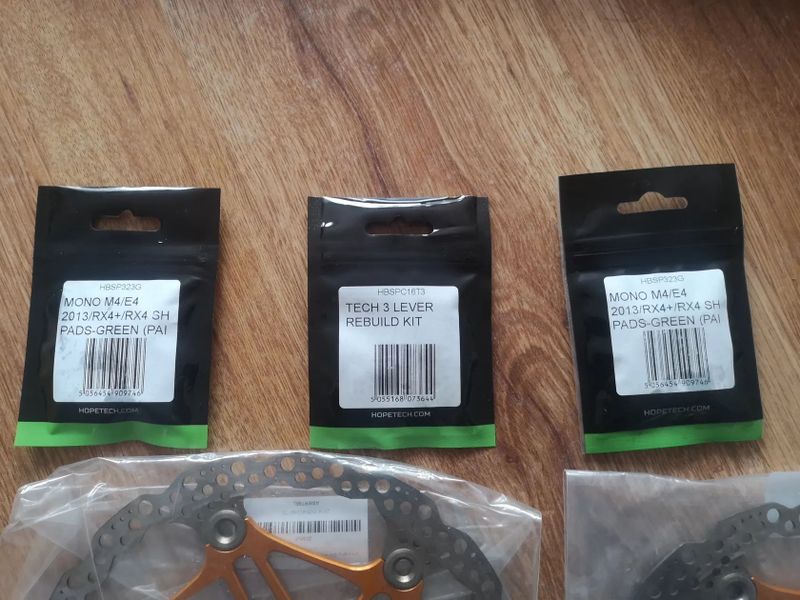 HBSP323G
MONO M4/E4
2013/RX4+/RX4 SH
PADS-GREEN (PAI
5 056454 909746
HOPETECH.COM
HBSPC16T3
TECH 3 LEVER
REBUILD KIT
5 055168 073644
HOPETECH.COM
HBSP323G
MONO M4/E4
2013/RX4+/RX4 SH
PADS-GREEN (PAI
5 056454 909746
HOPETECH.COM